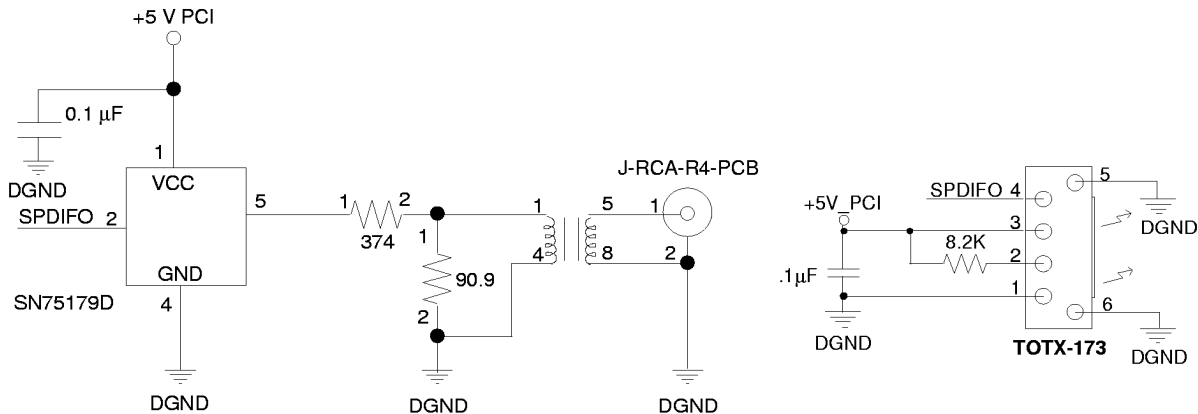 +5 V PCI
0.1 µF
1
DGND
VCC
SPDIFO 2
5
GND
SN75179D
4
DGND
1 2
374
1
90.9
2
DGND
1
4
5
8
J-RCA-R4-PCB
1
2
DGND
+5V_PCI
.1µF
DGND
SPDIFO 4
3
8.2K
2
1
5
DGND
6
DGND
TOTX-173